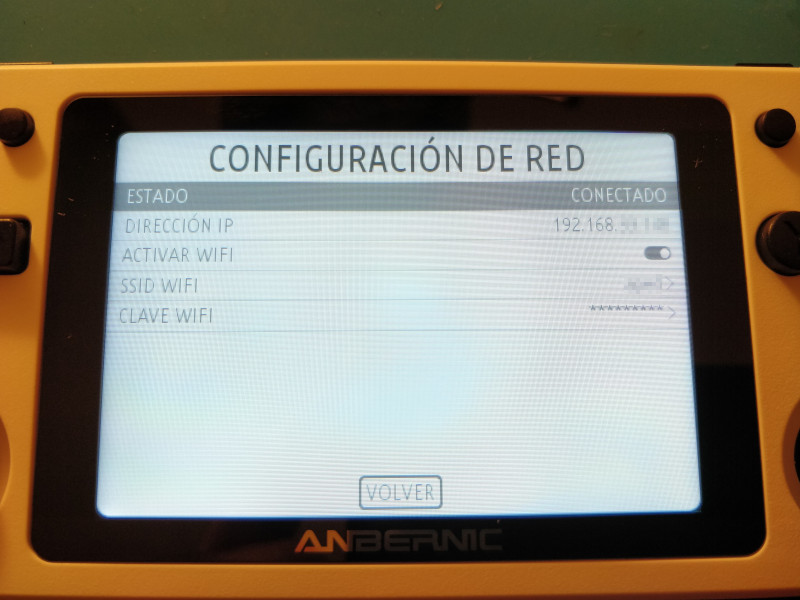 CONFIGURACIÓN DE RED
ESTADO CONECTADO
DIRECCIÓN IP 192.168.
ACTIVAR WIFI
SSID WIFI
CLAVE WIFI *********
VOLVER
ANBERNIC